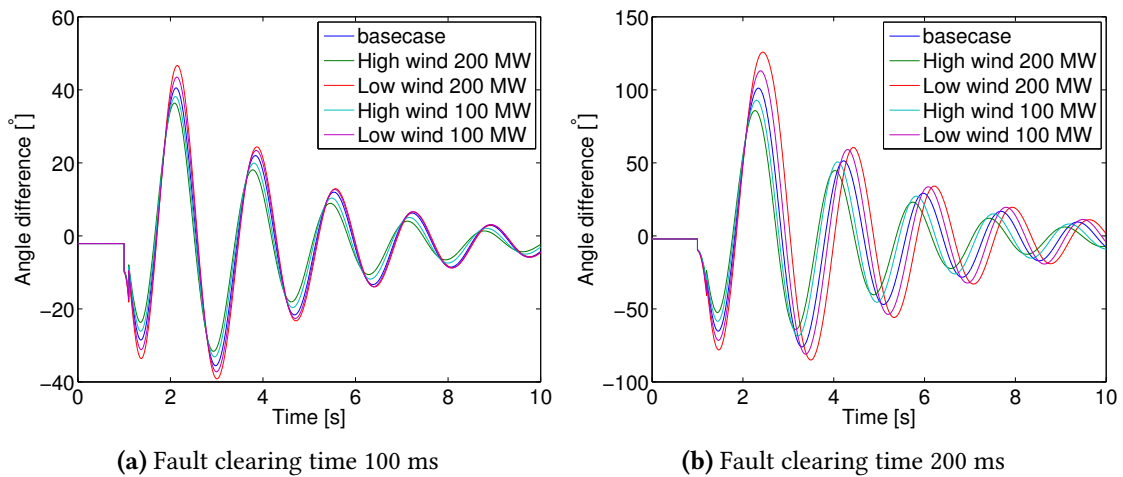 60
40
20
0
−20
−40
0
2
4
6
8
10
Angle difference [°]
Time [s]
basecase
High wind 200 MW
Low wind 200 MW
High wind 100 MW
Low wind 100 MW
(a) Fault clearing time 100 ms
150
100
50
0
−50
−100
0
2
4
6
8
10
Angle difference [°]
Time [s]
basecase
High wind 200 MW
Low wind 200 MW
High wind 100 MW
Low wind 100 MW
(b) Fault clearing time 200 ms